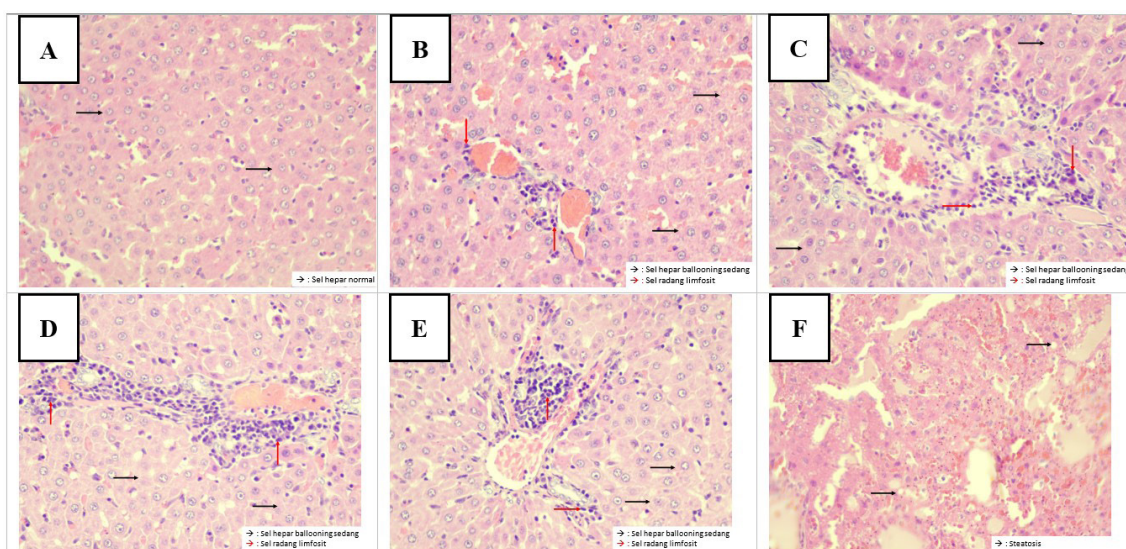 A
B
C
→ : Sel hepar normal
→ : Sel hepar ballooning sedang
→ : Sel radang limfosit
→ : Sel hepar ballooning sedang
→ : Sel radang limfosit
D
E
F
→ : Sel hepar ballooning sedang
→ : Sel radang limfosit
→ : Sel hepar ballooning sedang
→ : Sel radang limfosit
→ : Steatosis